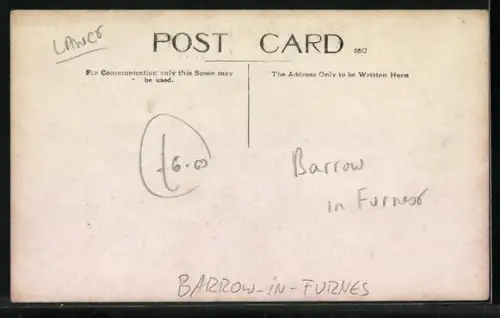 LANCS
POST CARD
For Communication only this Space may be used.
The Address Only to be Written Here
£6.00
Barrow
in Furness
BARROW-IN-FURNES